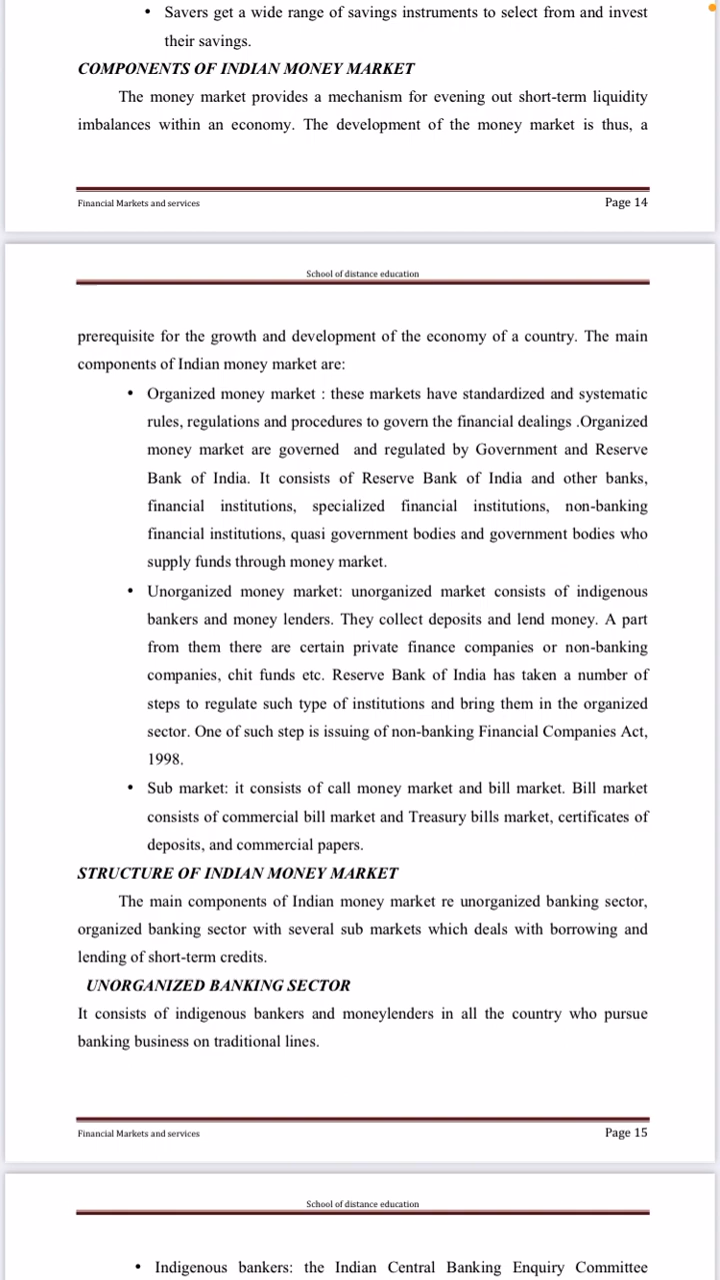 • Savers get a wide range of savings instruments to select from and invest
their savings.
COMPONENTS OF INDIAN MONEY MARKET
The money market provides a mechanism for evening out short-term liquidity
imbalances within an economy. The development of the money market is thus, a
Financial Markets and services Page 14
School of distance education
prerequisite for the growth and development of the economy of a country. The main
components of Indian money market are:
• Organized money market : these markets have standardized and systematic
rules, regulations and procedures to govern the financial dealings .Organized
money market are governed and regulated by Government and Reserve
Bank of India. It consists of Reserve Bank of India and other banks,
financial institutions, specialized financial institutions, non-banking
financial institutions, quasi government bodies and government bodies who
supply funds through money market.
• Unorganized money market: unorganized market consists of indigenous
bankers and money lenders. They collect deposits and lend money. A part
from them there are certain private finance companies or non-banking
companies, chit funds etc. Reserve Bank of India has taken a number of
steps to regulate such type of institutions and bring them in the organized
sector. One of such step is issuing of non-banking Financial Companies Act,
1998.
• Sub market: it consists of call money market and bill market. Bill market
consists of commercial bill market and Treasury bills market, certificates of
deposits, and commercial papers.
STRUCTURE OF INDIAN MONEY MARKET
The main components of Indian money market re unorganized banking sector,
organized banking sector with several sub markets which deals with borrowing and
lending of short-term credits.
UNORGANIZED BANKING SECTOR
It consists of indigenous bankers and moneylenders in all the country who pursue
banking business on traditional lines.
Financial Markets and services Page 15
School of distance education
• Indigenous bankers: the Indian Central Banking Enquiry Committee